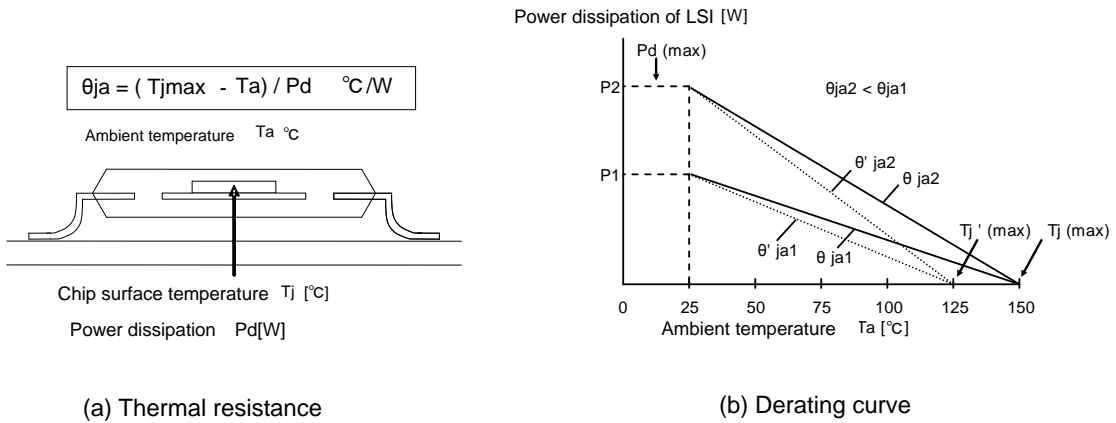 θja = ( Tjmax - Ta) / Pd °C/W
Ambient temperature Ta °C
Chip surface temperature Tj [°C]
Power dissipation Pd[W]
(a) Thermal resistance
Power dissipation of LSI [W]
Pd (max)
P2
θja2 < θja1
θ' ja2
θ ja2
P1
θ' ja1
θ ja1
Tj ' (max)
Tj (max)
0 25 50 75 100 125 150
Ambient temperature Ta [°C]
(b) Derating curve